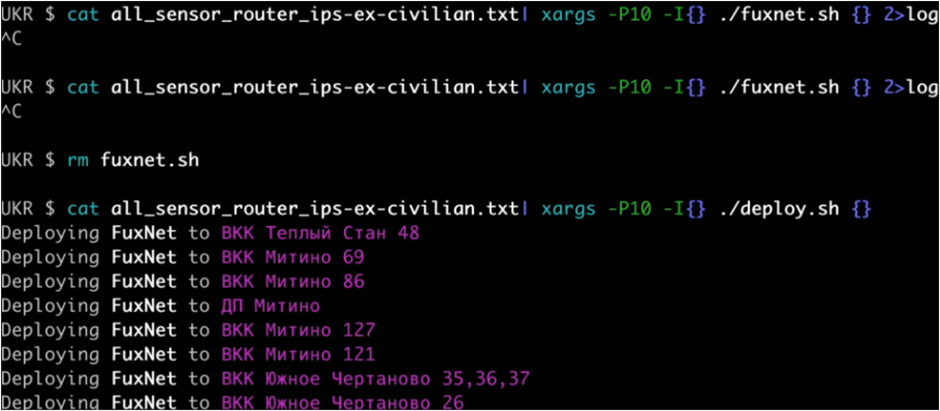 UKR $ cat all_sensor_router_ips-ex-civilian.txt| xargs -P10 -I{} ./fuxnet.sh {} 2>log
^C
UKR $ cat all_sensor_router_ips-ex-civilian.txt| xargs -P10 -I{} ./fuxnet.sh {} 2>log
^C
UKR $ rm fuxnet.sh
UKR $ cat all_sensor_router_ips-ex-civilian.txt| xargs -P10 -I{} ./deploy.sh {}
Deploying FuxNet to ВКК Теплый Стан 48
Deploying FuxNet to ВКК Митино 69
Deploying FuxNet to ВКК Митино 86
Deploying FuxNet to ДП Митино
Deploying FuxNet to ВКК Митино 127
Deploying FuxNet to ВКК Митино 121
Deploying FuxNet to ВКК Южное Чертаново 35,36,37
Deploying FuxNet to ВКК Южное Чертаново 26